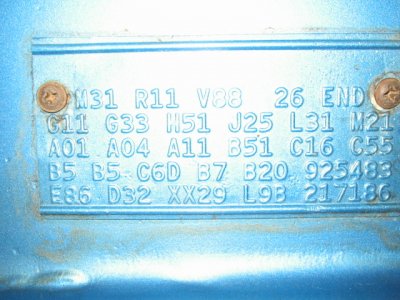 M31 R11 V88 26 END
G11 G33 H51 J25 L31 M21
A01 A04 A11 B51 C16 C55
B5 B5 C6D B7 B20 925483
E86 D32 XX29 L9B 217186